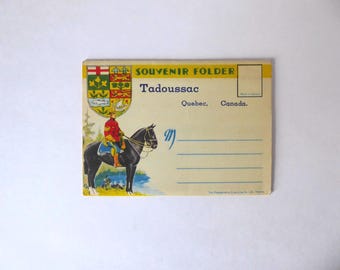 SOUVENIR FOLDER
Tadoussac
Quebec, Canada.
M